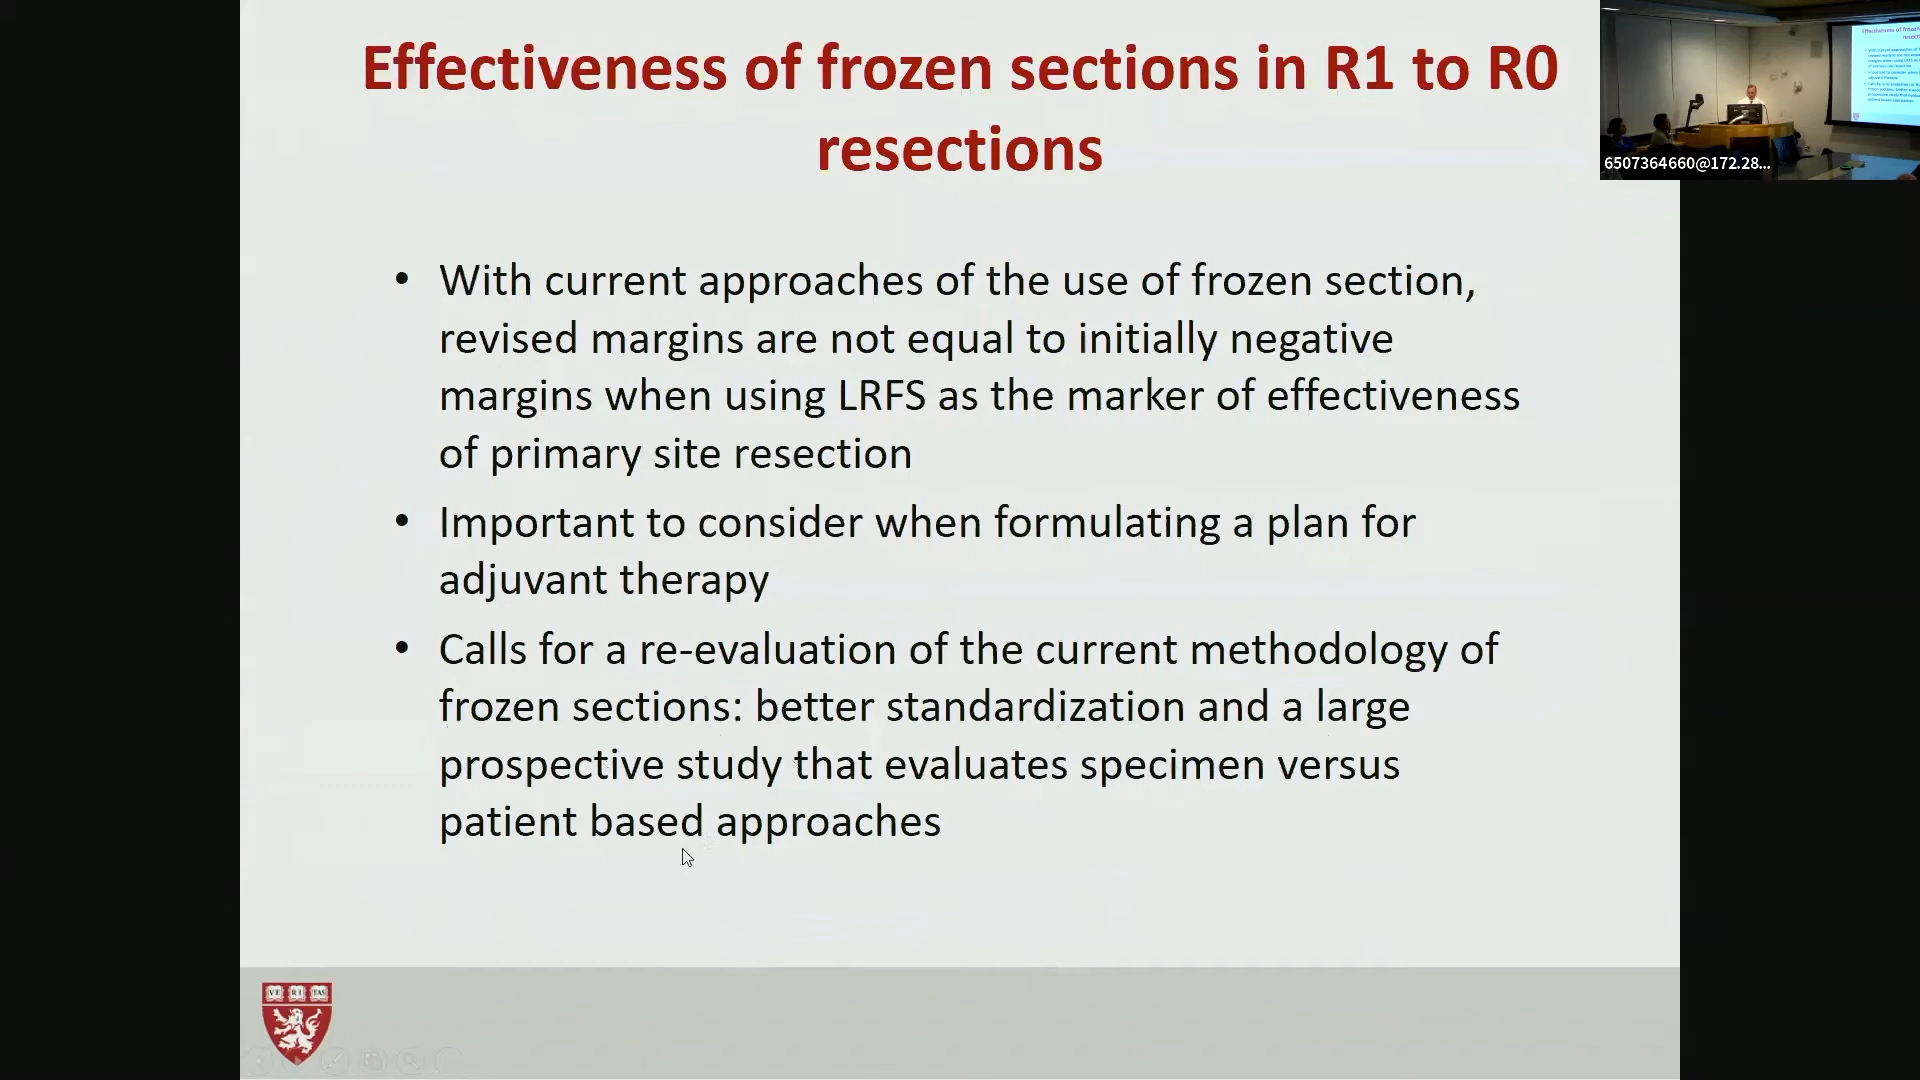 Effectiveness of frozen sections in R1 to R0
resections
6507364660@172.28...
• With current approaches of the use of frozen section,
revised margins are not equal to initially negative
margins when using LRFS as the marker of effectiveness
of primary site resection
• Important to consider when formulating a plan for
adjuvant therapy
• Calls for a re-evaluation of the current methodology of
frozen sections: better standardization and a large
prospective study that evaluates specimen versus
patient based approaches
VE RI TAS